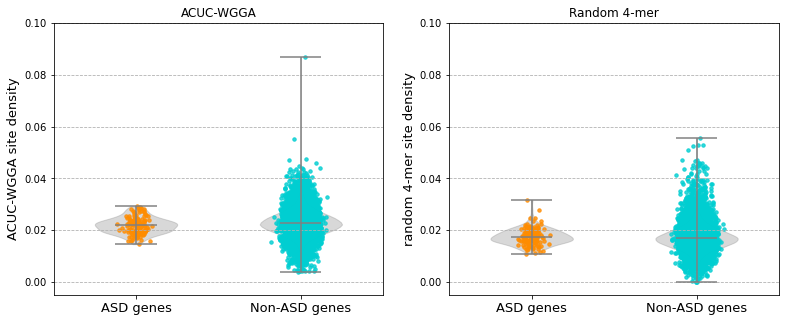 ACUC-WGGA
ACUC-WGGA site density
0.10
0.08
0.06
0.04
0.02
0.00
ASD genes
Non-ASD genes
Random 4-mer
random 4-mer site density
0.10
0.08
0.06
0.04
0.02
0.00
ASD genes
Non-ASD genes